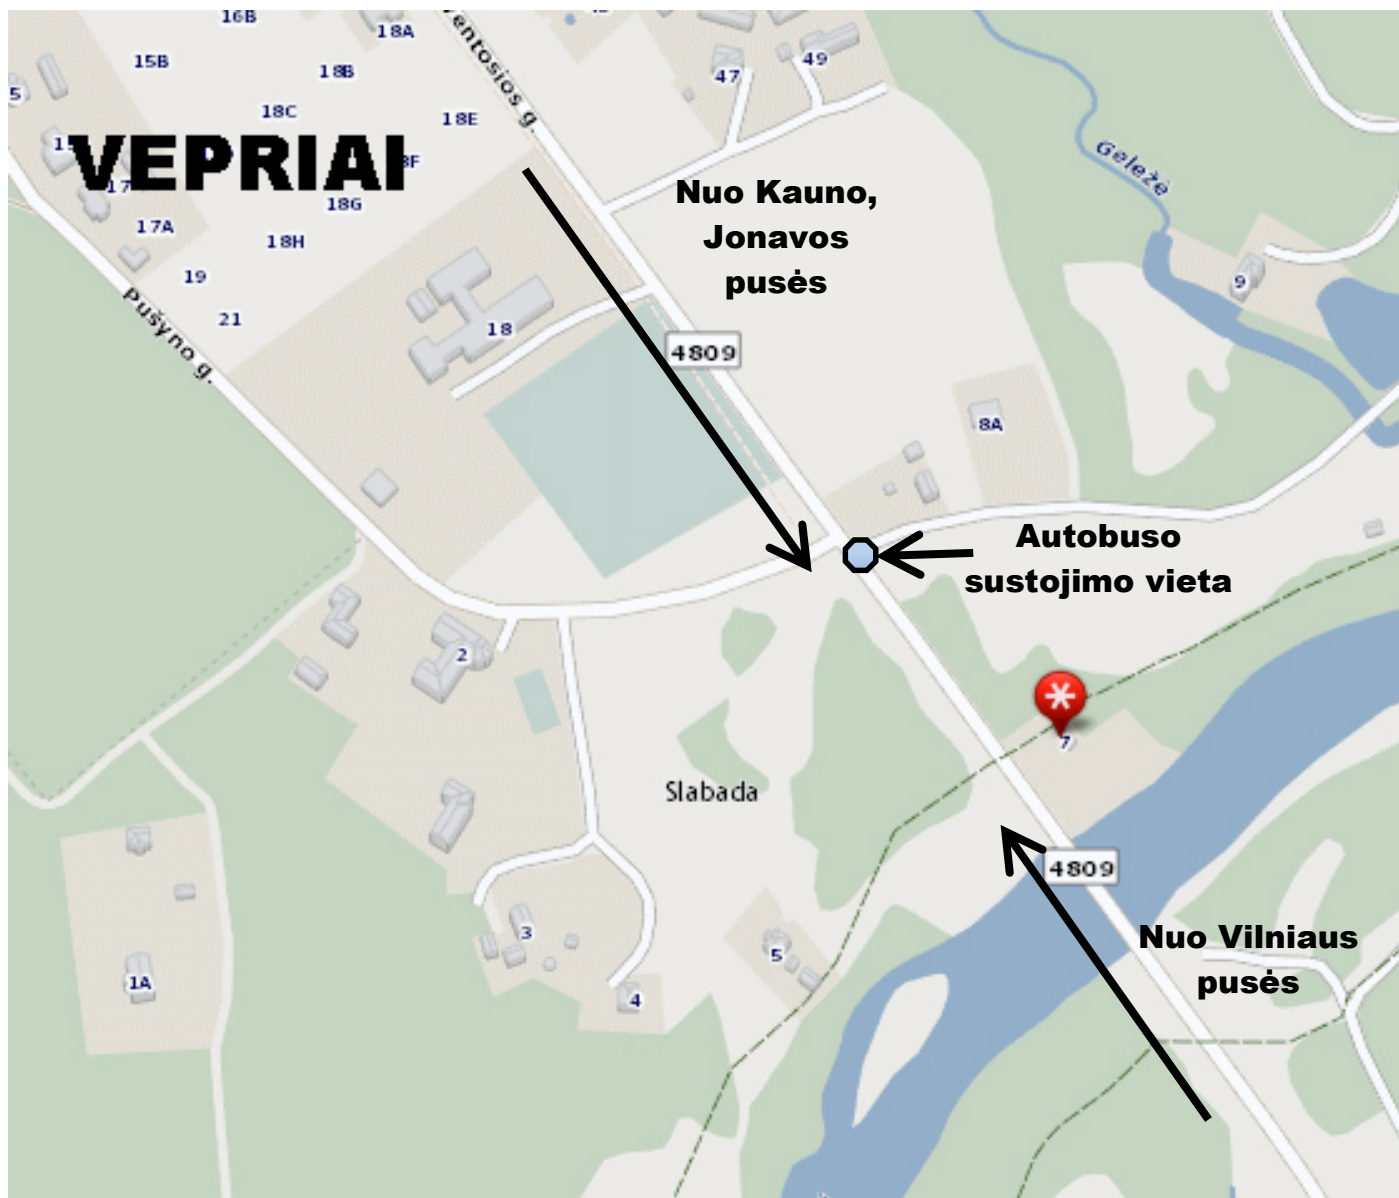 16B
18A
15B
18B
47
49
5
18C
18E
entosios g.
VEPRIAI
17
18G
17A
18H
19
21
Pušyno g.
18
Geležė
9
Nuo Kauno,
Jonavos
pusės
4809
8A
Autobuso
sustojimo vieta
2
7
Slabada
4809
Nuo Vilniaus
pusės
3
5
1A
4